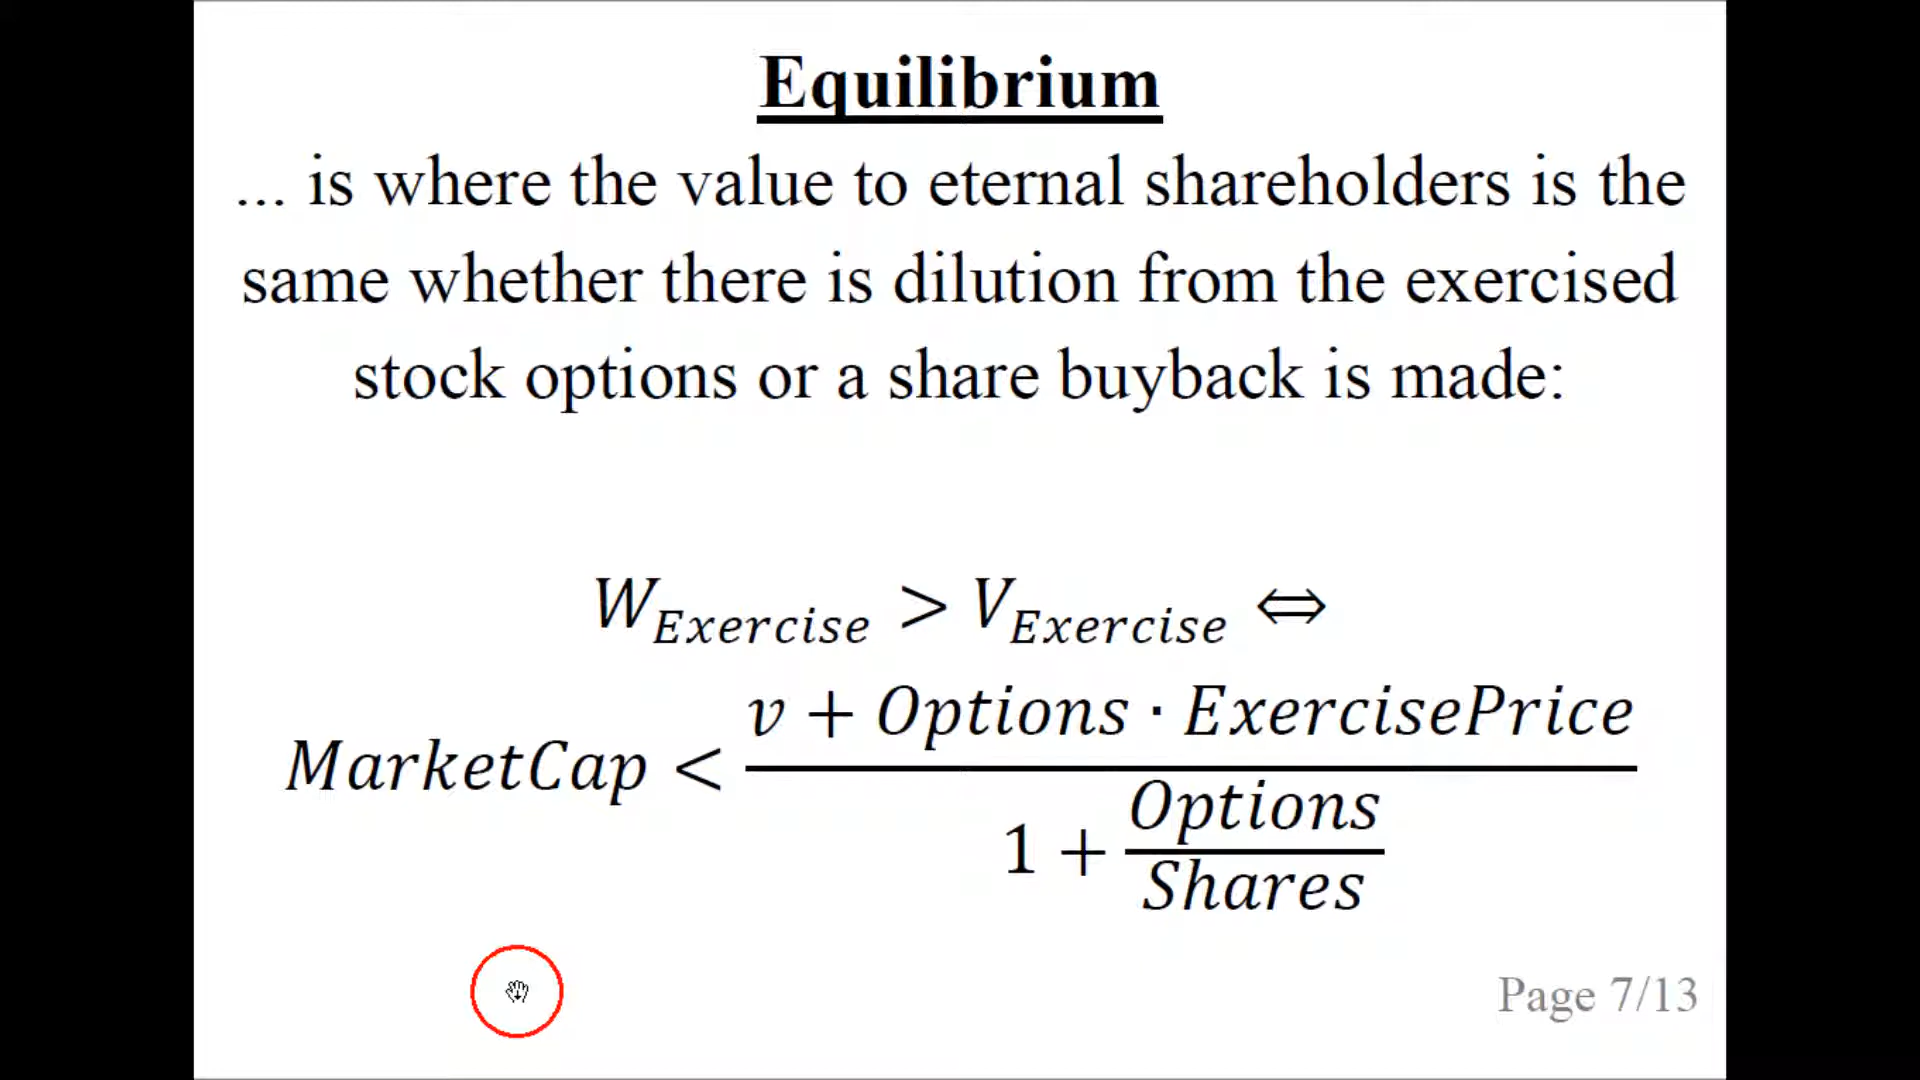 Equilibrium
... is where the value to eternal shareholders is the
same whether there is dilution from the exercised
stock options or a share buyback is made:
W_Exercise > V_Exercise ⇔
MarketCap < (v + Options · ExercisePrice) / (1 + Options / Shares)
Page 7/13